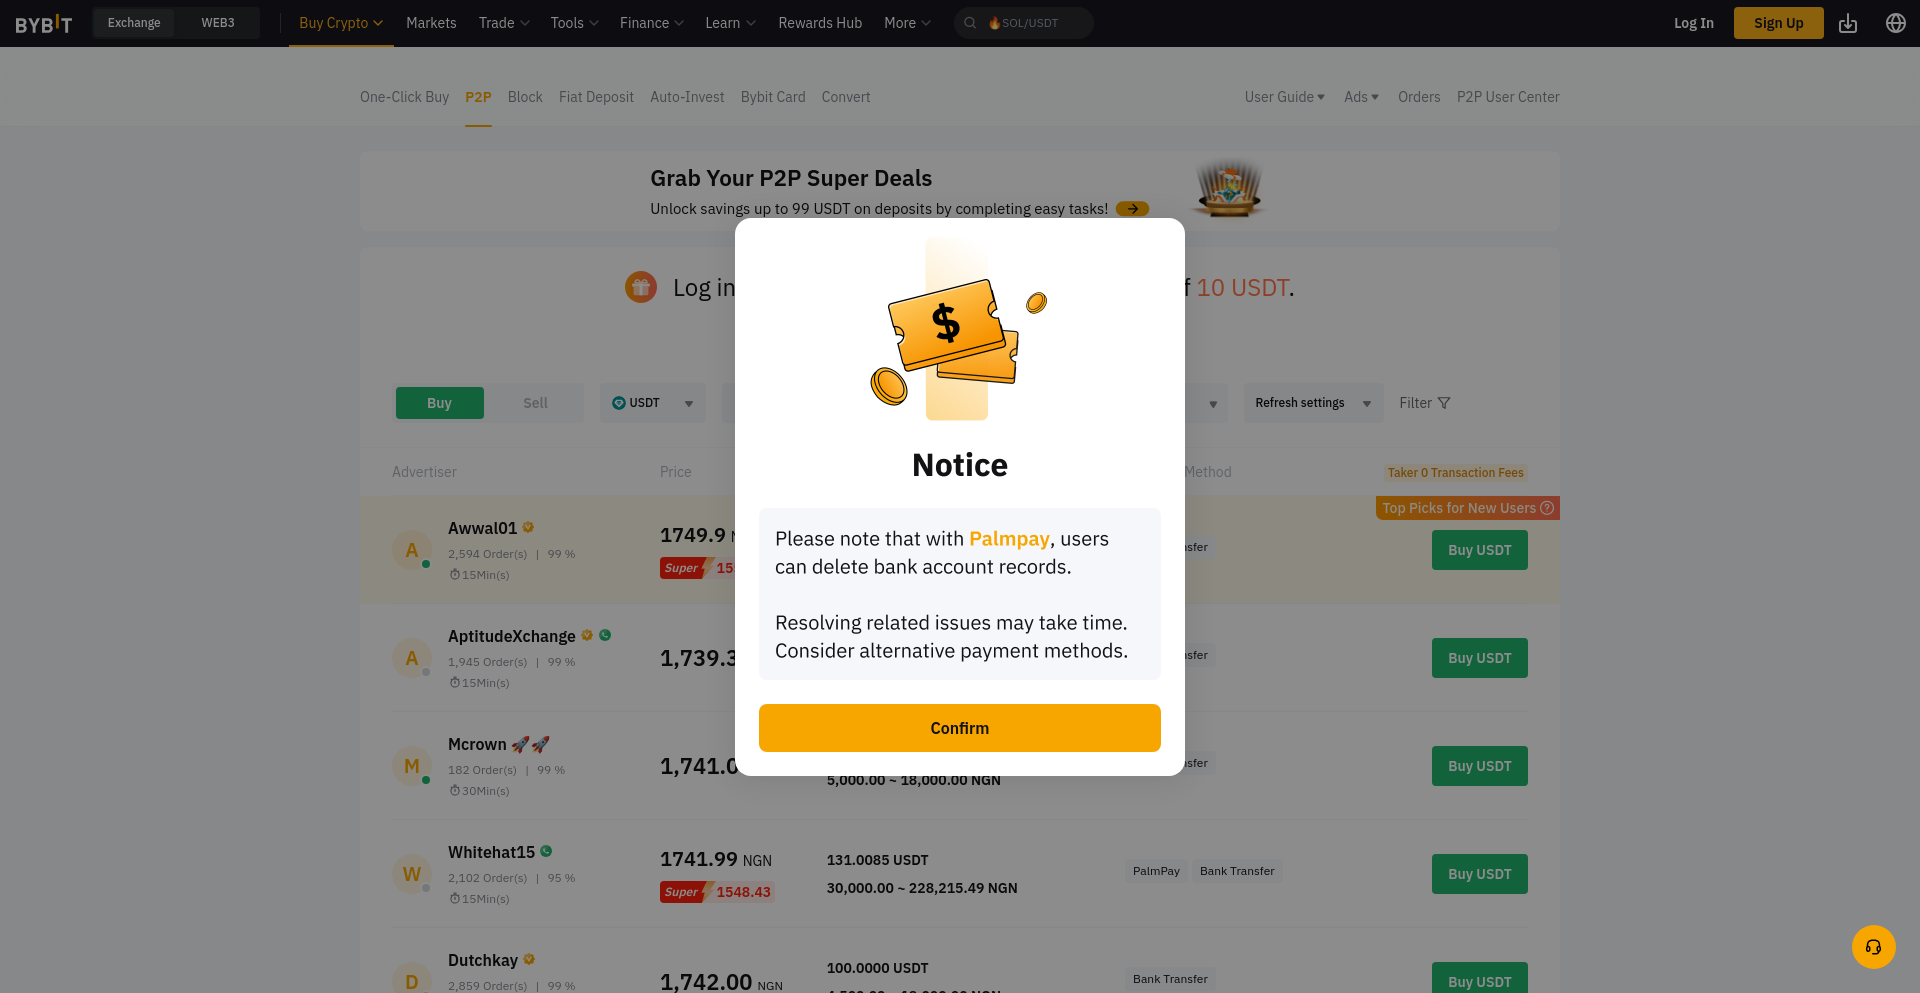 BYBIT
Exchange
WEB3
Buy Crypto
Markets
Trade
Tools
Finance
Learn
Rewards Hub
More
SOL/USDT
Log In
Sign Up
One-Click Buy
P2P
Block
Fiat Deposit
Auto-Invest
Bybit Card
Convert
User Guide
Ads
Orders
P2P User Center
Grab Your P2P Super Deals
Unlock savings up to 99 USDT on deposits by completing easy tasks!
Log in
10 USDT.
Buy
Sell
USDT
Refresh settings
Filter
Advertiser
Price
Method
Taker 0 Transaction Fees
Top Picks for New Users
A
Awwal01
2,594 Order(s) | 99 %
15Min(s)
1749.9
Super
Buy USDT
A
AptitudeXchange
1,945 Order(s) | 99 %
15Min(s)
1,739.3
Buy USDT
M
Mcrown
182 Order(s) | 99 %
30Min(s)
1,741.0
5,000.00 ~ 18,000.00 NGN
Buy USDT
W
Whitehat15
2,102 Order(s) | 95 %
15Min(s)
1741.99 NGN
Super 1548.43
131.0085 USDT
30,000.00 ~ 228,215.49 NGN
PalmPay
Bank Transfer
Buy USDT
D
Dutchkay
2,859 Order(s) | 99 %
1,742.00 NGN
100.0000 USDT
Bank Transfer
Buy USDT
$
Notice
Please note that with Palmpay, users
can delete bank account records.
Resolving related issues may take time.
Consider alternative payment methods.
Confirm